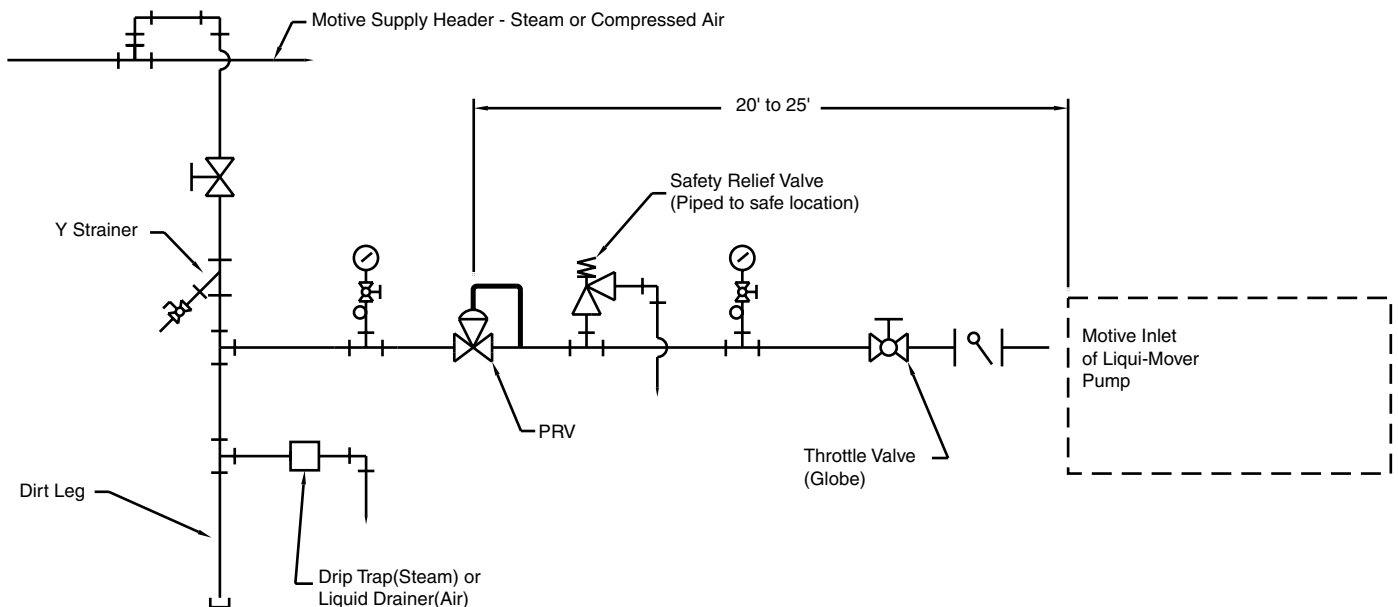 Motive Supply Header - Steam or Compressed Air
20' to 25'
Safety Relief Valve
(Piped to safe location)
Y Strainer
Motive Inlet
of Liqui-Mover
Pump
PRV
Throttle Valve
(Globe)
Dirt Leg
Drip Trap(Steam) or
Liquid Drainer(Air)